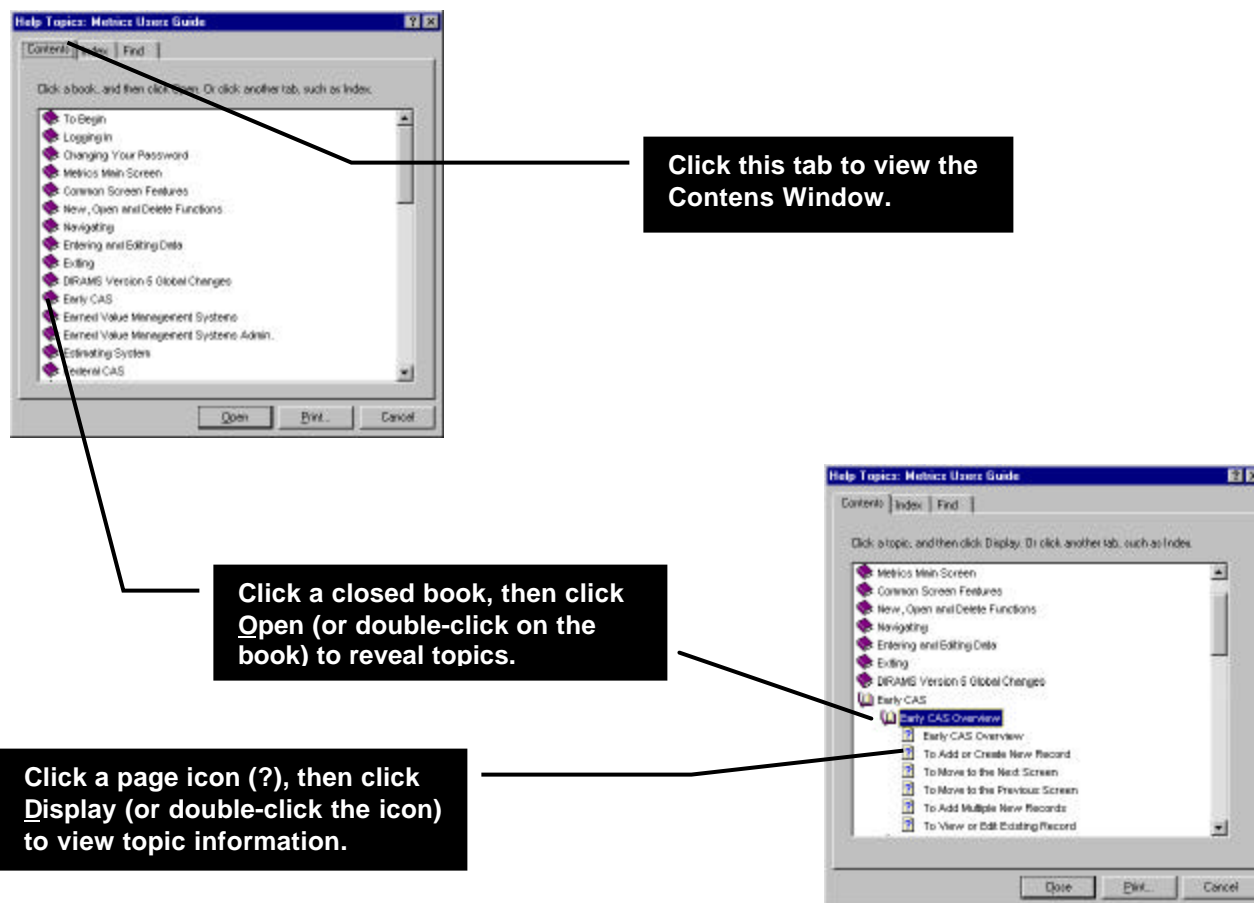 Help Topics: Metrics Users Guide
Contents Index Find
Click a book, and then click Open. Or click another tab, such as Index.
To Begin
Logging In
Changing Your Password
Metrics Main Screen
Common Screen Features
New, Open and Delete Functions
Navigating
Entering and Editing Data
Exiting
DIRAMS Version 6 Global Changes
Early CAS
Earned Value Management Systems
Earned Value Management Systems Admin.
Estimating System
Federal CAS
Open Print... Cancel
Click this tab to view the
Contens Window.
Click a closed book, then click
Open (or double-click on the
book) to reveal topics.
Click a page icon (?), then click
Display (or double-click the icon)
to view topic information.
Help Topics: Metrics Users Guide
Contents Index Find
Click a topic, and then click Display. Or click another tab, such as Index.
Metrics Main Screen
Common Screen Features
New, Open and Delete Functions
Navigating
Entering and Editing Data
Exiting
DIRAMS Version 6 Global Changes
Early CAS
Early CAS Overview
Early CAS Overview
To Add or Create New Record
To Move to the Next Screen
To Move to the Previous Screen
To Add Multiple New Records
To View or Edit Existing Record
Close Print... Cancel